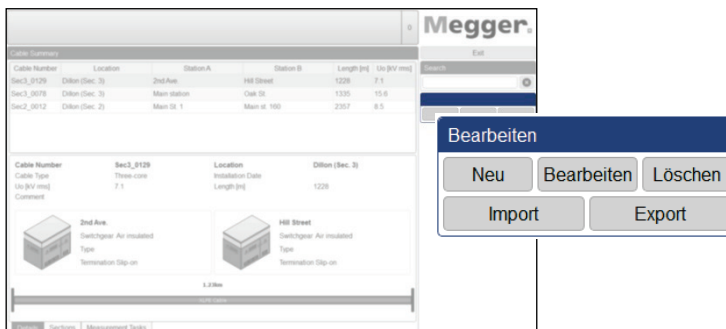 0
Megger.
Cable Summary
Exit
Cable Number Location Station A Station B Length [m] Uo [kV rms]
Search
Sec3_0129 Dillon (Sec. 3) 2nd Ave. Hill Street 1228 7.1
Sec3_0078 Dillon (Sec. 3) Main station Oak St. 1335 15.6
Sec2_0012 Dillon (Sec. 2) Main St. 1 Main st. 160 2357 8.5
Bearbeiten
Neu Bearbeiten Löschen
Import Export
Cable Number Sec3_0129 Location Dillon (Sec. 3)
Cable Type Three-core Installation Date
Uo [kV rms] 7.1 Length [m] 1228
Comment
2nd Ave. Hill Street
Switchgear Air insulated Switchgear Air insulated
Type Type
Termination Slip-on Termination Slip-on
Details Sections Measurement Tasks